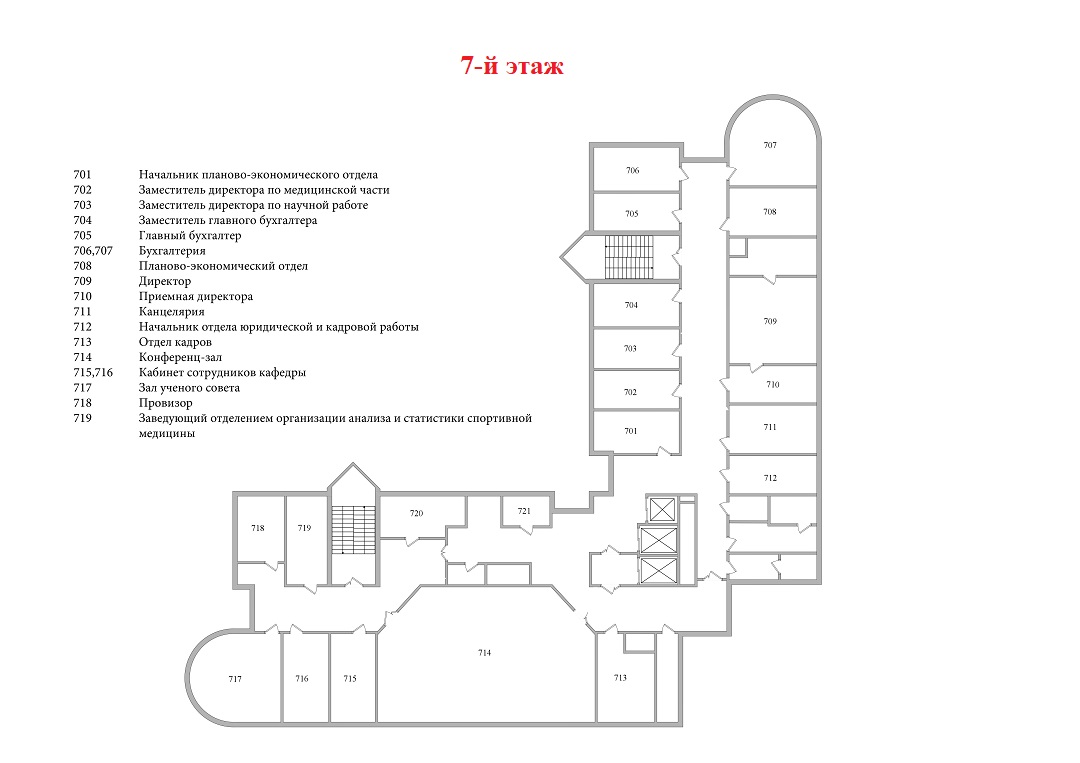 7-й этаж
701 Начальник планово-экономического отдела
702 Заместитель директора по медицинской части
703 Заместитель директора по научной работе
704 Заместитель главного бухгалтера
705 Главный бухгалтер
706,707 Бухгалтерия
708 Планово-экономический отдел
709 Директор
710 Приемная директора
711 Канцелярия
712 Начальник отдела юридической и кадровой работы
713 Отдел кадров
714 Конференц-зал
715,716 Кабинет сотрудников кафедры
717 Зал ученого совета
718 Провизор
719 Заведующий отделением организации анализа и статистики спортивной
медицины
707
706
708
705
704
709
703
710
702
711
701
712
720
721
718
719
714
717
716
715
713